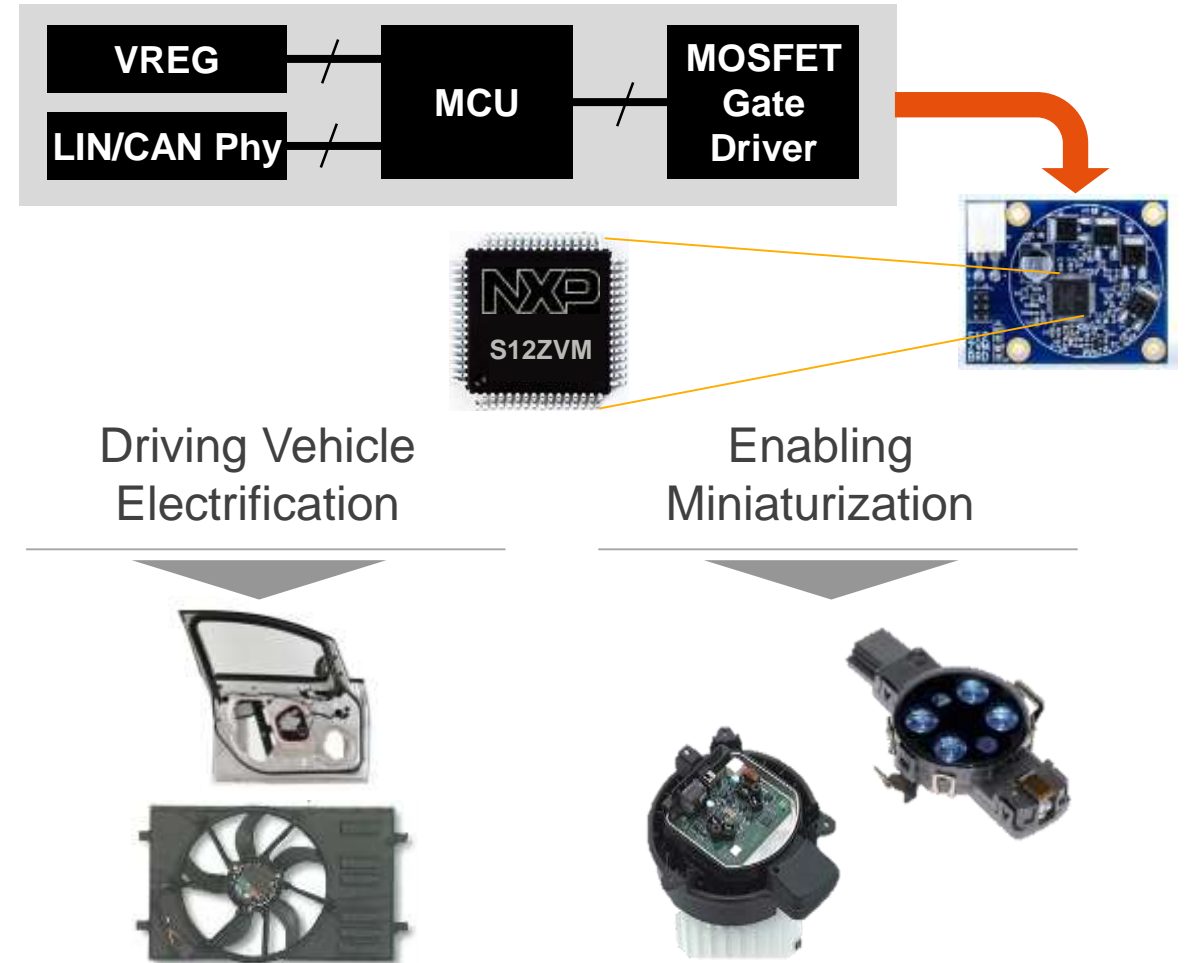 VREG
LIN/CAN Phy
MCU
MOSFET
Gate
Driver
NXP
S12ZVM
Driving Vehicle
Electrification
Enabling
Miniaturization